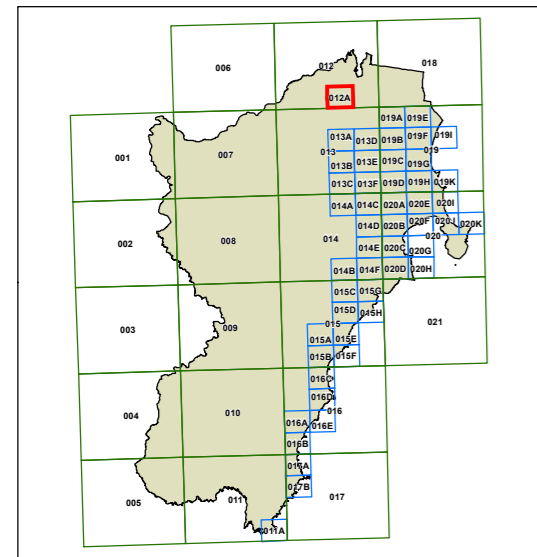 006 012 018
012A
019A 019E
013A 013D 019B 019F 019I
001 007 013 019
013B 013E 019C 019G
013C 013F 019D 019H 019K
014A 014C 020A 020E 020I
014D 020B 020F 020J 020K
002 008 014 020
014E 020C 020G
014B 014F 020D 020H
015C 015G
015D 015H
003 009 015 021
015A 015E
015B 015F
016C
016D
004 010 016
016A 016E
016B
017A
017B
005 011 017
011A